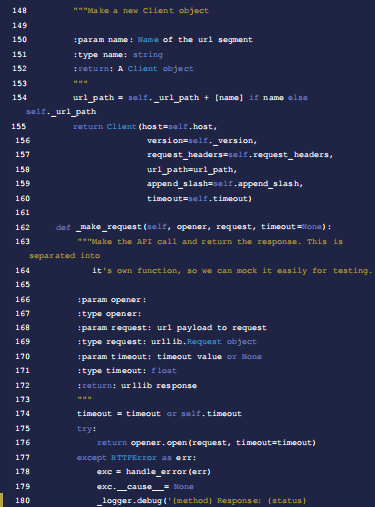 148 """Make a new Client object
149
150 :param name: Name of the url segment
151 :type name: string
152 :return: A Client object
153 """
154 url_path = self._url_path + [name] if name else
self._url_path
155 return Client(host=self.host,
156 version=self._version,
157 request_headers=self.request_headers,
158 url_path=url_path,
159 append_slash=self.append_slash,
160 timeout=self.timeout)
161
162 def _make_request(self, opener, request, timeout=None):
163 """Make the API call and return the response. This is
separated into
164 it's own function, so we can mock it easily for testing.
165
166 :param opener:
167 :type opener:
168 :param request: url payload to request
169 :type request: urllib.Request object
170 :param timeout: timeout value or None
171 :type timeout: float
172 :return: urllib response
173 """
174 timeout = timeout or self.timeout
175 try:
176 return opener.open(request, timeout=timeout)
177 except HTTPError as err:
178 exc = handle_error(err)
179 exc.__cause__= None
180 _logger.debug('{method} Response: {status}